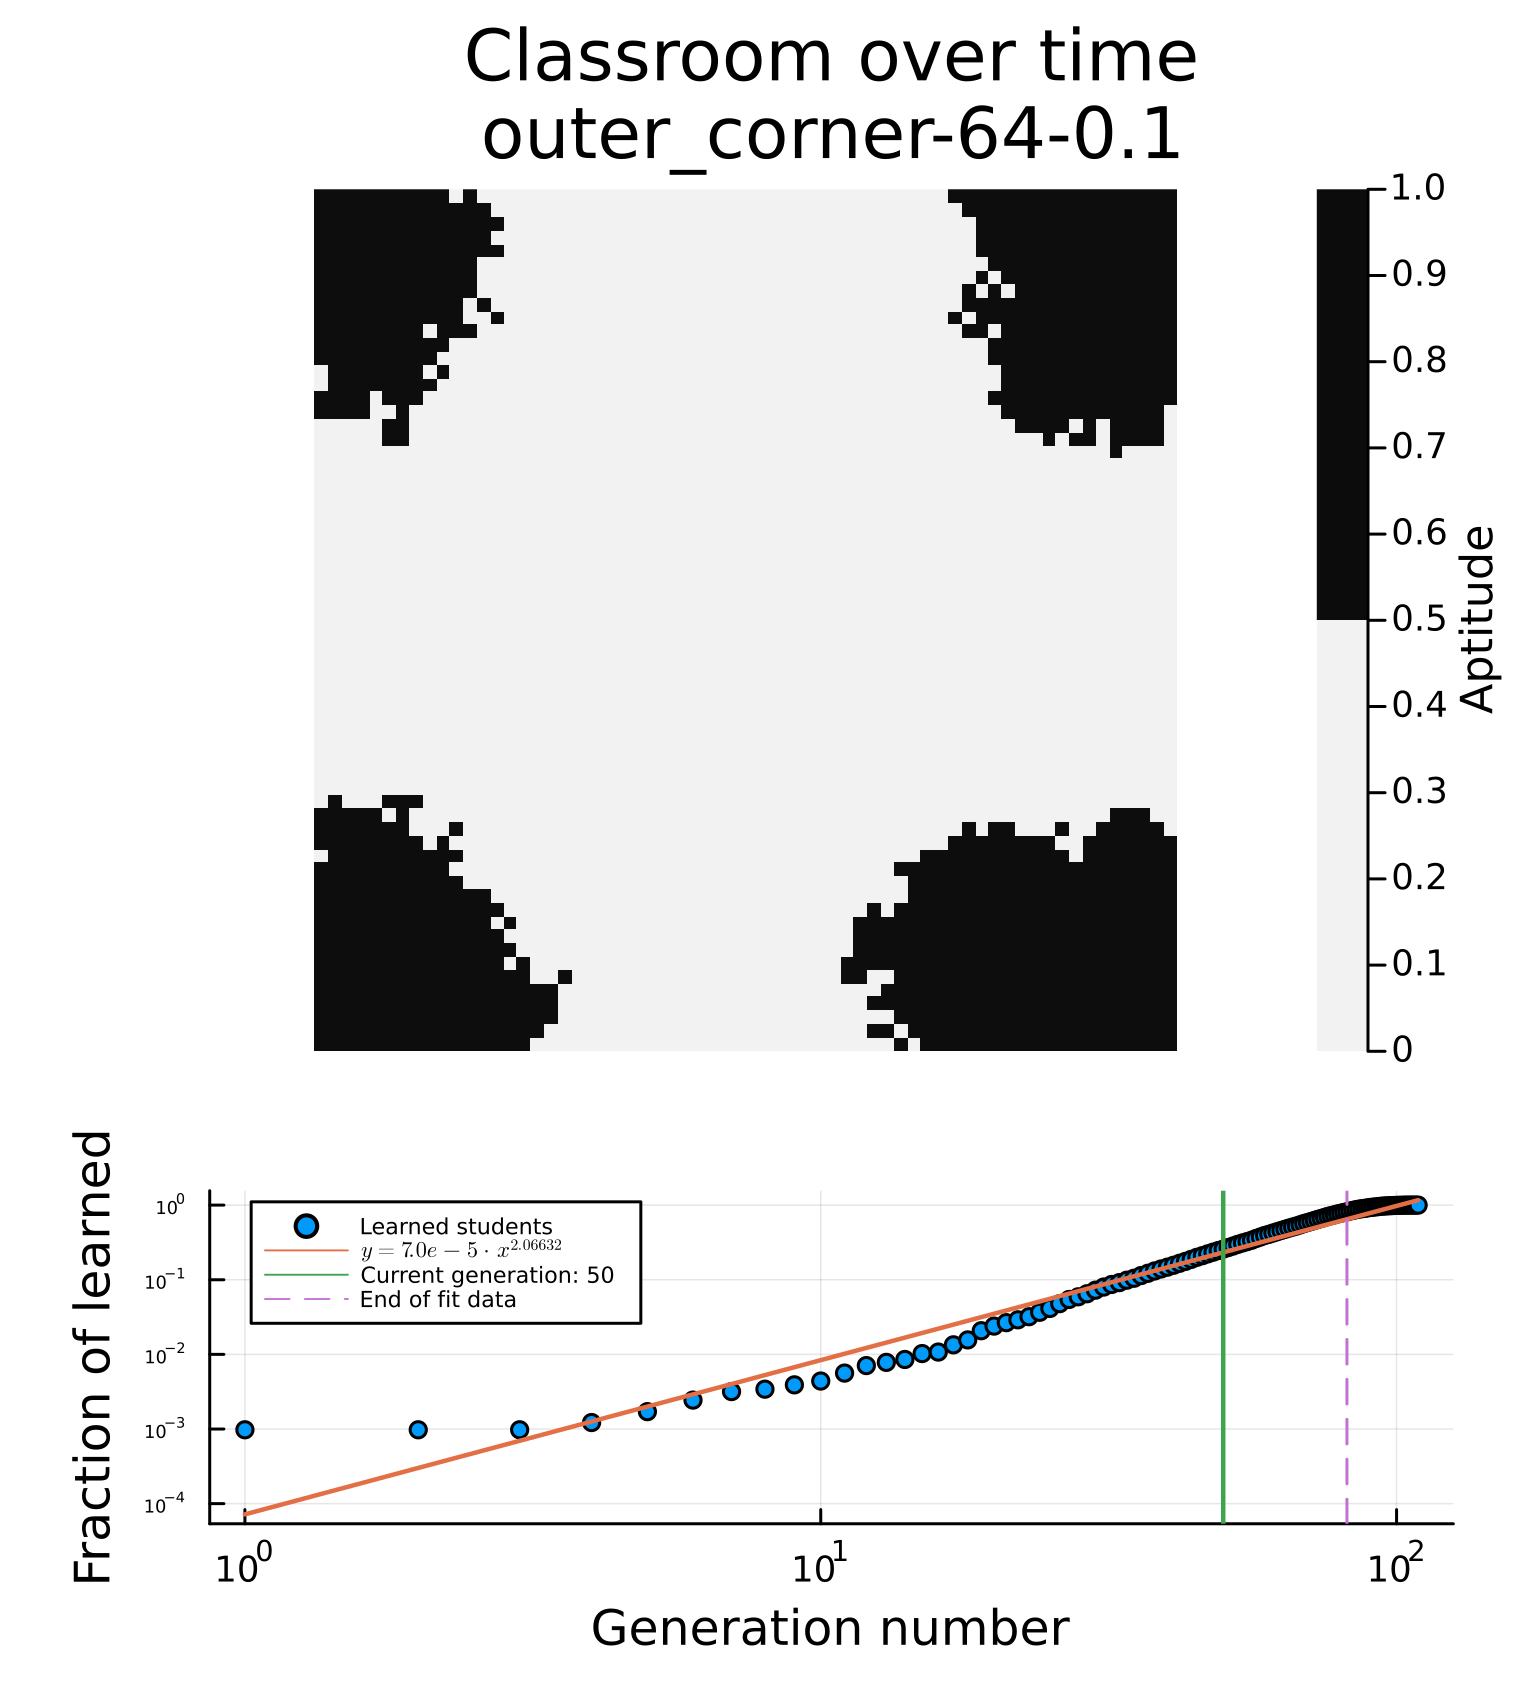 Classroom over time
outer_corner-64-0.1
1.0
0.9
0.8
0.7
0.6
0.5
0.4
0.3
0.2
0.1
0
Aptitude
Fraction of learned
10⁰
10⁻¹
10⁻²
10⁻³
10⁻⁴
Learned students
y = 7.0e − 5 · x^2.06632
Current generation: 50
End of fit data
10⁰ 10¹ 10²
Generation number